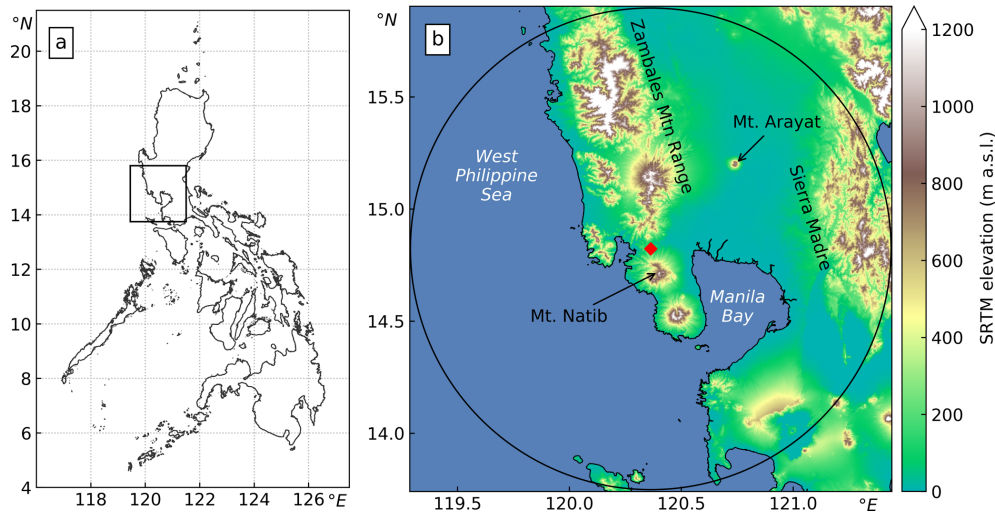 °N
a
20
18
16
14
12
10
8
6
4
118
120
122
124
126
°E
°N
b
15.5
15.0
14.5
14.0
119.5
120.0
120.5
121.0
°E
Zambales Mtn Range
Mt. Arayat
West
Philippine
Sea
Sierra Madre
Mt. Natib
Manila
Bay
1200
1000
800
600
400
200
0
SRTM elevation (m a.s.l.)